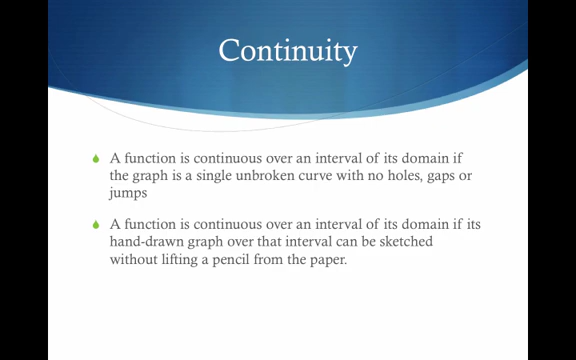 Continuity
A function is continuous over an interval of its domain if
the graph is a single unbroken curve with no holes, gaps or
jumps
A function is continuous over an interval of its domain if its
hand-drawn graph over that interval can be sketched
without lifting a pencil from the paper.